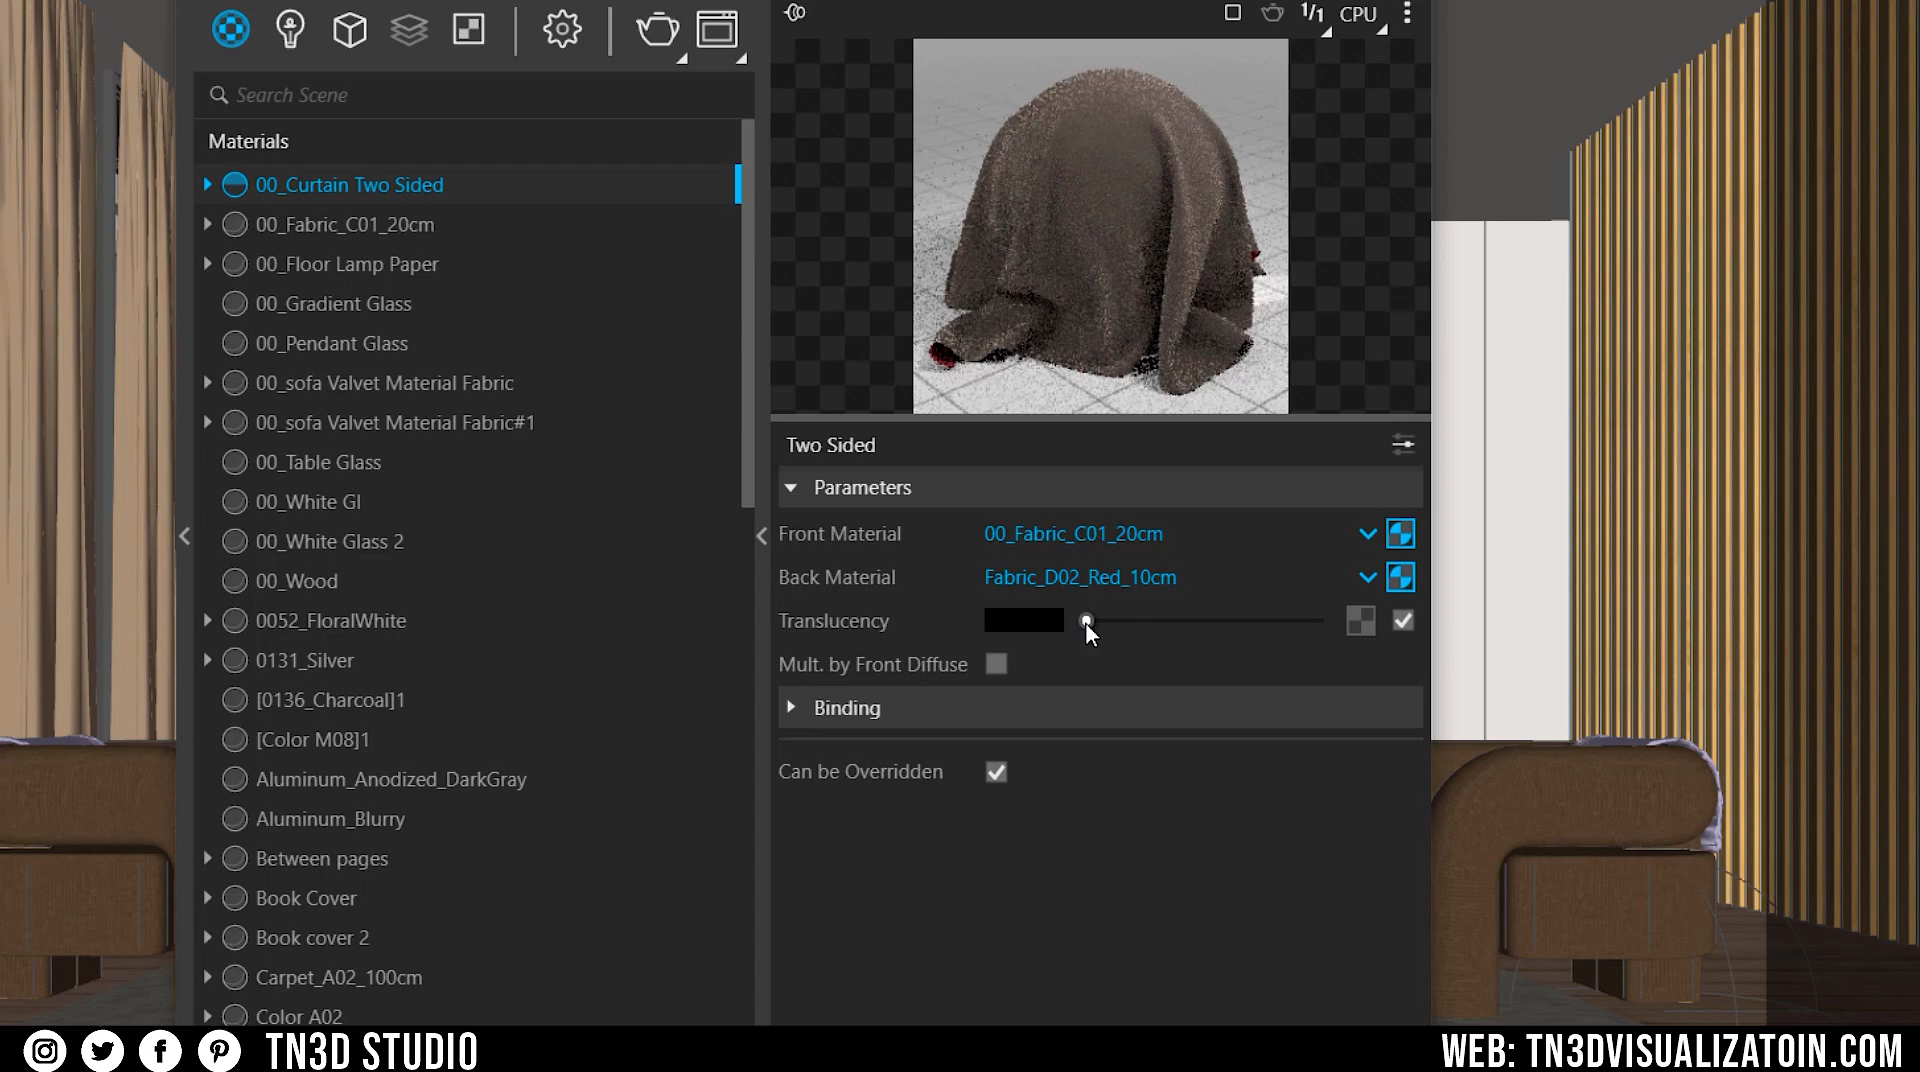 1/1 CPU
Search Scene
Materials
00_Curtain Two Sided
00_Fabric_C01_20cm
00_Floor Lamp Paper
00_Gradient Glass
00_Pendant Glass
00_sofa Valvet Material Fabric
00_sofa Valvet Material Fabric#1
00_Table Glass
00_White Gl
00_White Glass 2
00_Wood
0052_FloralWhite
0131_Silver
[0136_Charcoal]1
[Color M08]1
Aluminum_Anodized_DarkGray
Aluminum_Blurry
Between pages
Book Cover
Book cover 2
Carpet_A02_100cm
Color A02
Two Sided
Parameters
Front Material 00_Fabric_C01_20cm
Back Material Fabric_D02_Red_10cm
Translucency
Mult. by Front Diffuse
Binding
Can be Overridden
TN3D STUDIO
WEB: TN3DVISUALIZATOIN.COM